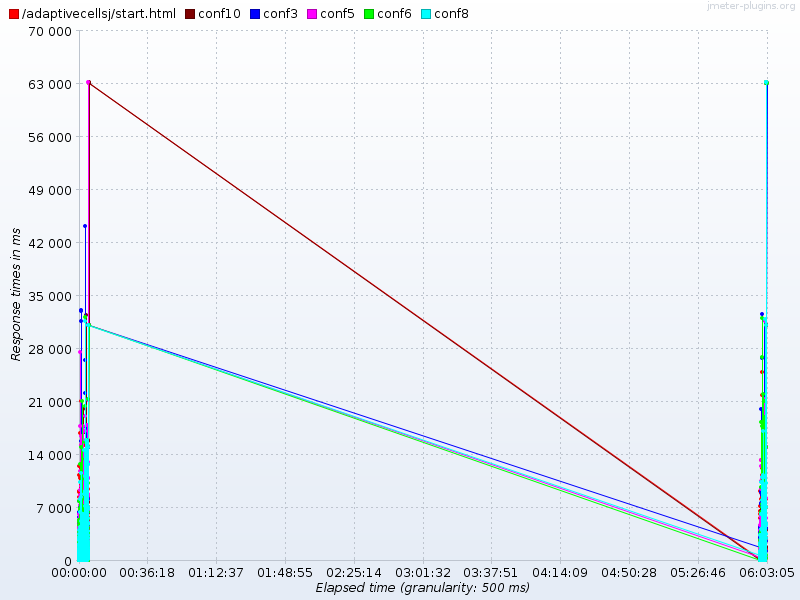 /adaptivecellsj/start.html conf10 conf3 conf5 conf6 conf8
jmeter-plugins.org
70 000
63 000
56 000
49 000
42 000
35 000
28 000
21 000
14 000
7 000
0
Response times in ms
00:00:00 00:36:18 01:12:37 01:48:55 02:25:14 03:01:32 03:37:51 04:14:09 04:50:28 05:26:46 06:03:05
Elapsed time (granularity: 500 ms)